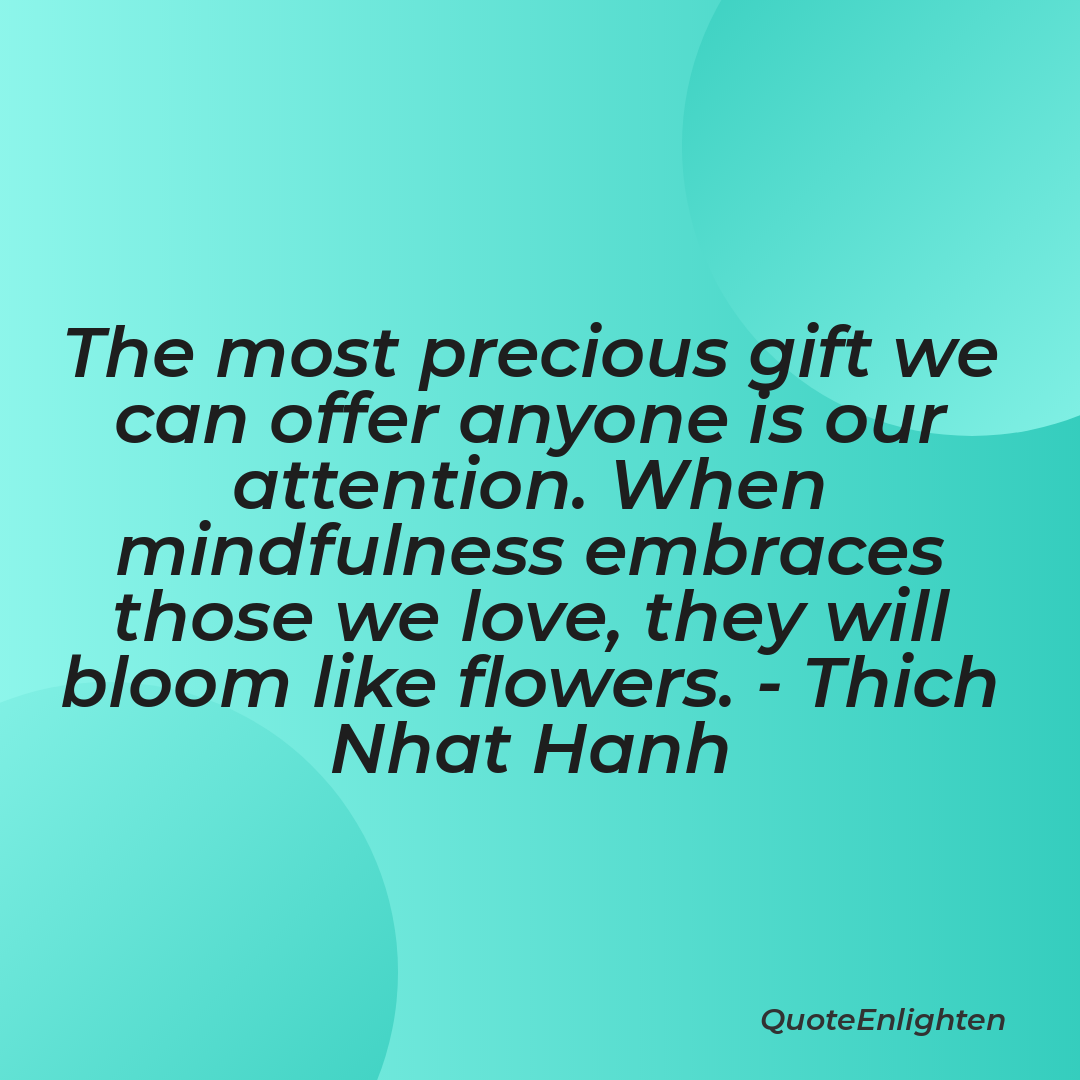 The most precious gift we
can offer anyone is our
attention. When
mindfulness embraces
those we love, they will
bloom like flowers. - Thich
Nhat Hanh
QuoteEnlighten